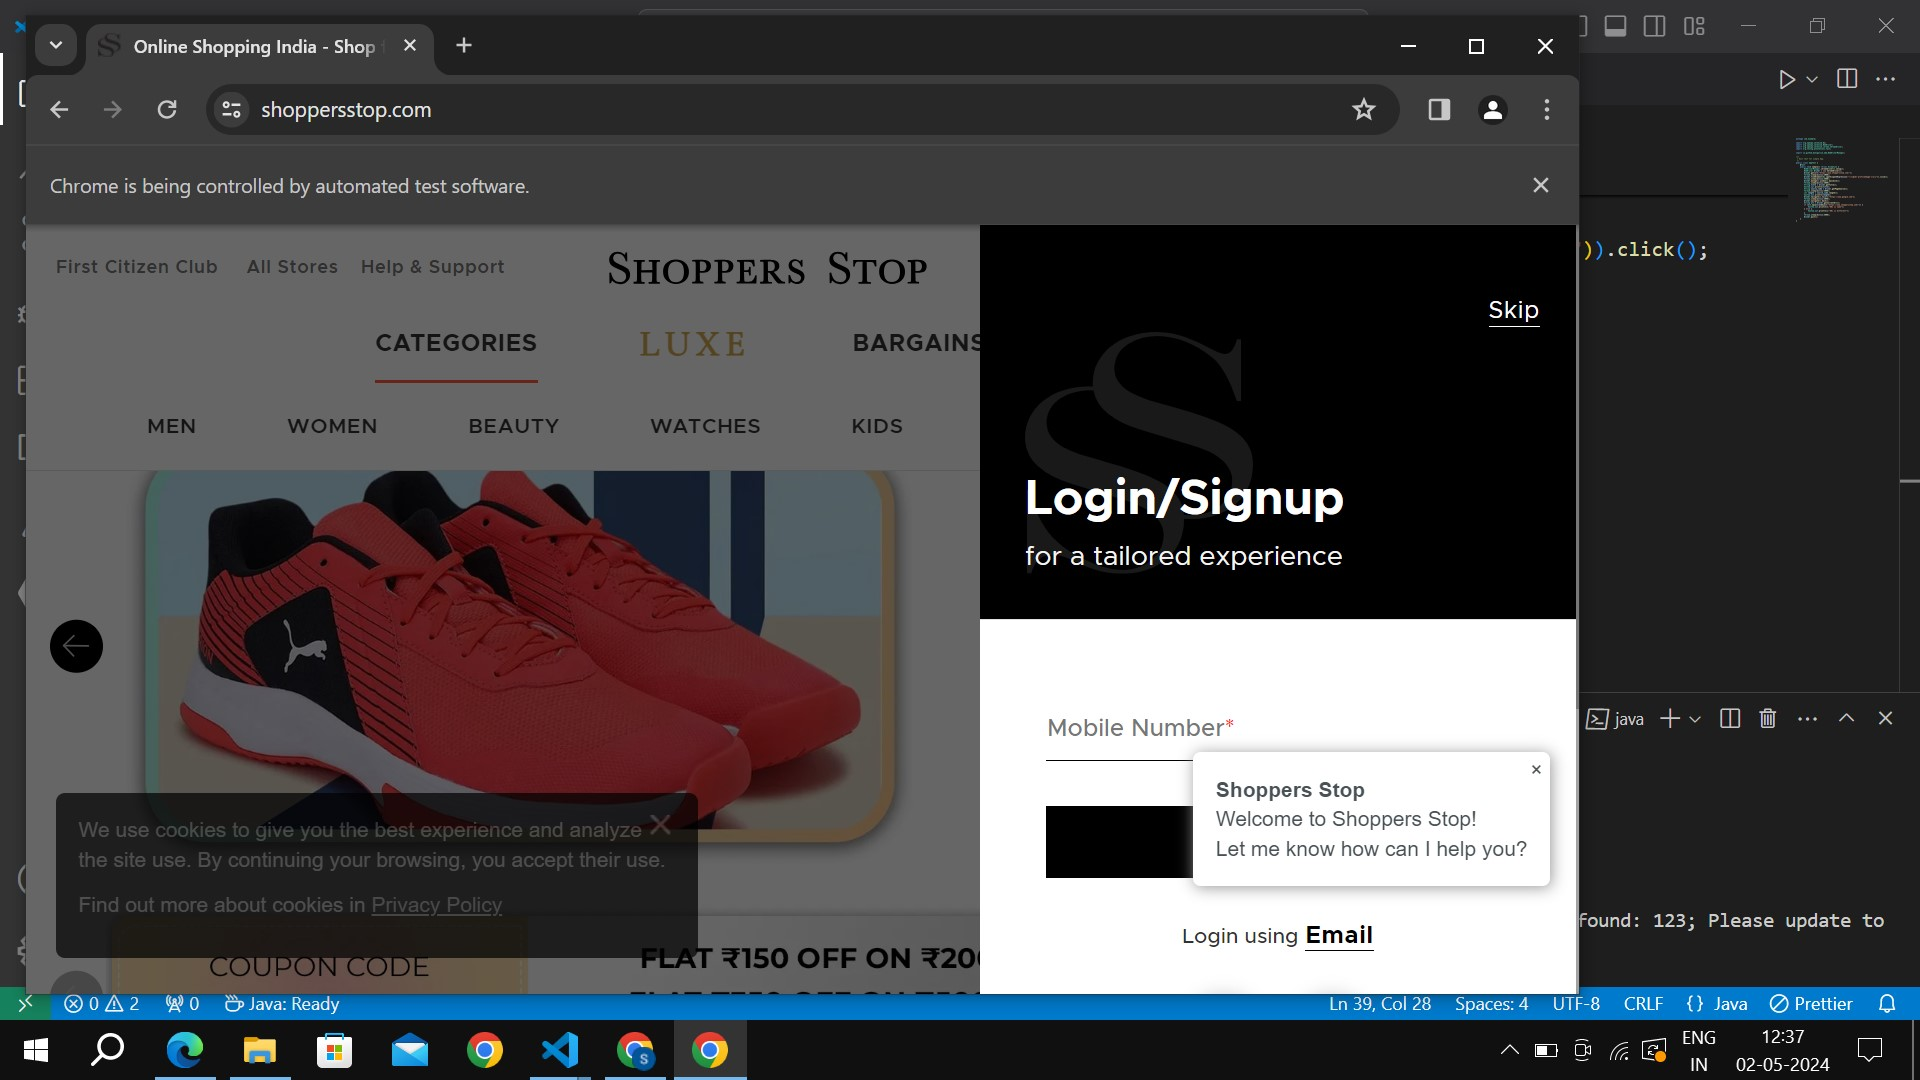 Online Shopping India - Shop
shoppersstop.com
Chrome is being controlled by automated test software.
First Citizen Club All Stores Help & Support
SHOPPERS STOP
CATEGORIES LUXE BARGAINS
MEN WOMEN BEAUTY WATCHES KIDS
Skip
Login/Signup
for a tailored experience
Mobile Number*
Shoppers Stop
Welcome to Shoppers Stop!
Let me know how can I help you?
Login using Email
We use cookies to give you the best experience and analyze
the site use. By continuing your browsing, you accept their use.
Find out more about cookies in Privacy Policy
COUPON CODE
FLAT ₹150 OFF ON ₹20
)).click();
java
found: 123; Please update to
0 2 0 Java: Ready
Ln 39, Col 28 Spaces: 4 UTF-8 CRLF {} Java Prettier
ENG
IN
12:37
02-05-2024